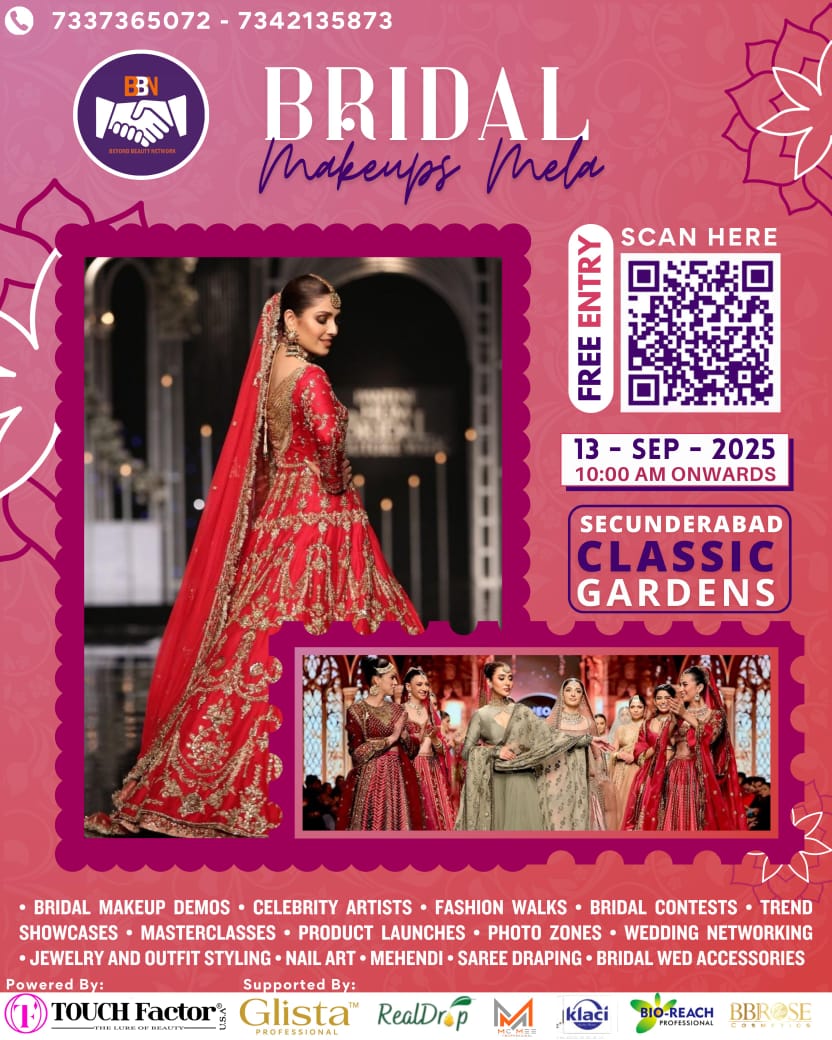 7337365072 - 7342135873
BBN
BEYOND BEAUTY NETWORK
BRIDAL
Makeups Mela
FREE ENTRY
SCAN HERE
13 - SEP - 2025
10:00 AM ONWARDS
SECUNDERABAD
CLASSIC
GARDENS
• BRIDAL MAKEUP DEMOS • CELEBRITY ARTISTS • FASHION WALKS • BRIDAL CONTESTS • TREND
SHOWCASES • MASTERCLASSES • PRODUCT LAUNCHES • PHOTO ZONES • WEDDING NETWORKING
• JEWELRY AND OUTFIT STYLING • NAIL ART • MEHENDI • SAREE DRAPING • BRIDAL WED ACCESSORIES
Powered By:
Supported By:
TOUCH Factor® U.S.A
THE LURE OF BEAUTY
Glista™
PROFESSIONAL
RealDrop
klaci
BIO-REACH
PROFESSIONAL
BBROSE
COSMETICS